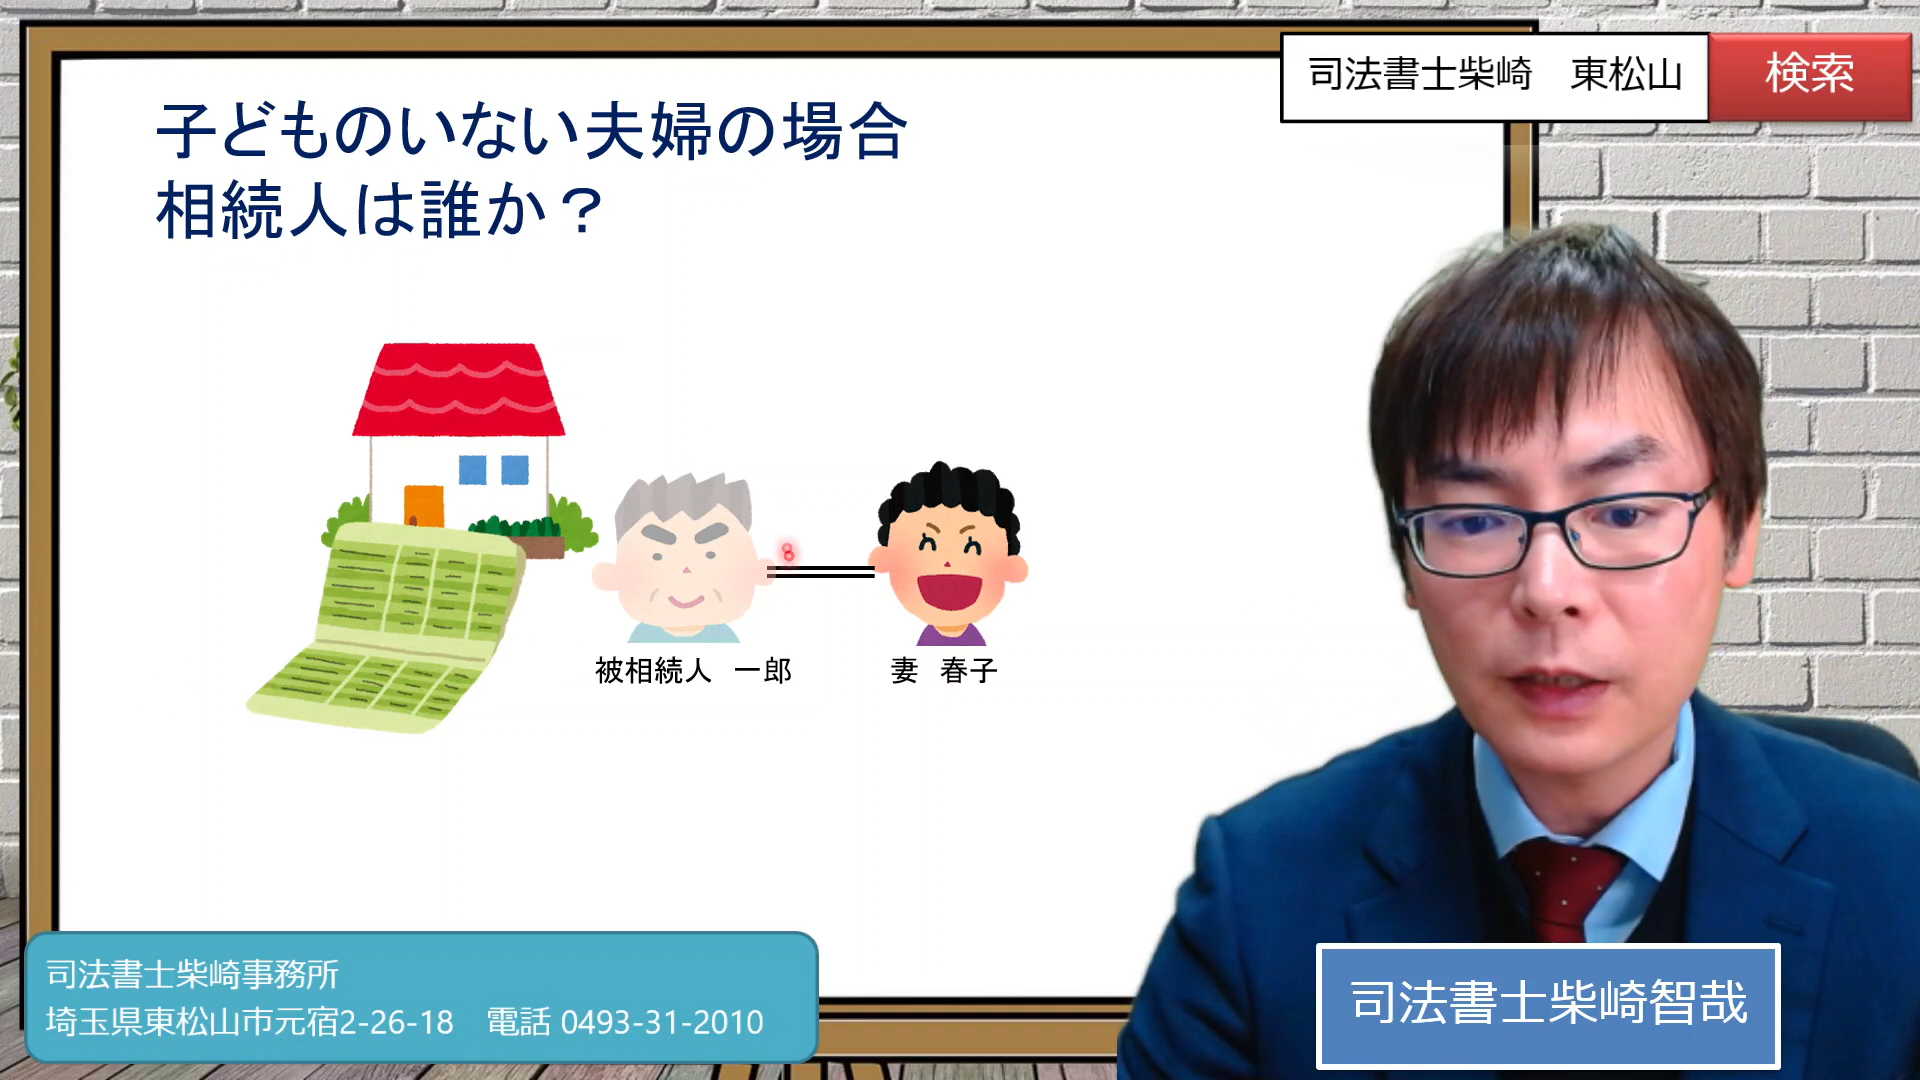 司法書士柴崎　東松山
検索
子どものいない夫婦の場合
相続人は誰か？
被相続人　一郎
妻　春子
司法書士柴崎事務所
埼玉県東松山市元宿2-26-18　電話 0493-31-2010
司法書士柴崎智哉